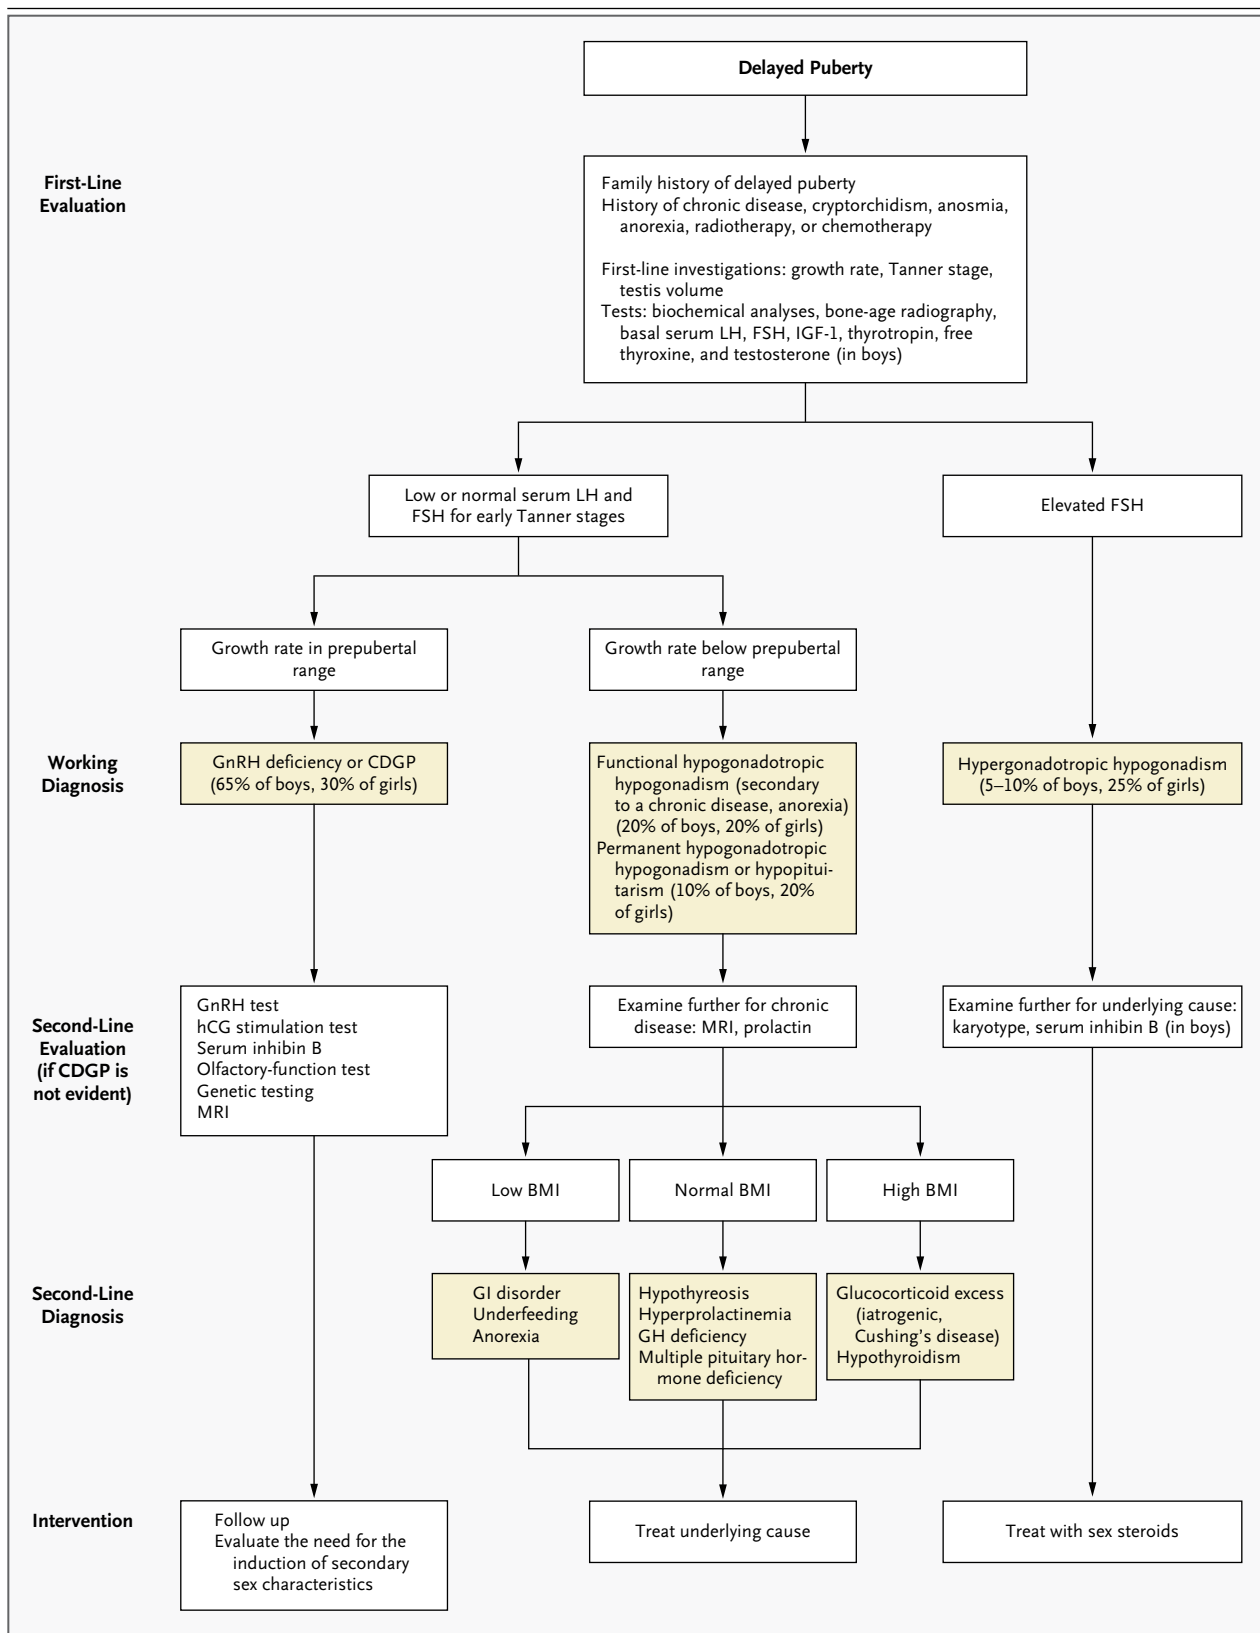 Delayed Puberty
First-Line
Evaluation
Family history of delayed puberty
History of chronic disease, cryptorchidism, anosmia,
anorexia, radiotherapy, or chemotherapy
First-line investigations: growth rate, Tanner stage,
testis volume
Tests: biochemical analyses, bone-age radiography,
basal serum LH, FSH, IGF-1, thyrotropin, free
thyroxine, and testosterone (in boys)
Low or normal serum LH and
FSH for early Tanner stages
Elevated FSH
Growth rate in prepubertal
range
Growth rate below prepubertal
range
Working
Diagnosis
GnRH deficiency or CDGP
(65% of boys, 30% of girls)
Functional hypogonadotropic
hypogonadism (secondary
to a chronic disease, anorexia)
(20% of boys, 20% of girls)
Permanent hypogonadotropic
hypogonadism or hypopitui-
tarism (10% of boys, 20%
of girls)
Hypergonadotropic hypogonadism
(5–10% of boys, 25% of girls)
Second-Line
Evaluation
(if CDGP is
not evident)
GnRH test
hCG stimulation test
Serum inhibin B
Olfactory-function test
Genetic testing
MRI
Examine further for chronic
disease: MRI, prolactin
Examine further for underlying cause:
karyotype, serum inhibin B (in boys)
Low BMI
Normal BMI
High BMI
Second-Line
Diagnosis
GI disorder
Underfeeding
Anorexia
Hypothyreosis
Hyperprolactinemia
GH deficiency
Multiple pituitary hor-
mone deficiency
Glucocorticoid excess
(iatrogenic,
Cushing's disease)
Hypothyroidism
Intervention
Follow up
Evaluate the need for the
induction of secondary
sex characteristics
Treat underlying cause
Treat with sex steroids